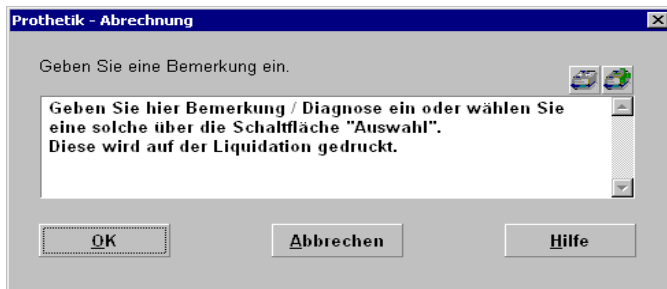 Prothetik - Abrechnung
Geben Sie eine Bemerkung ein.
Geben Sie hier Bemerkung / Diagnose ein oder wählen Sie
eine solche über die Schaltfläche "Auswahl".
Diese wird auf der Liquidation gedruckt.
OK
Abbrechen
Hilfe